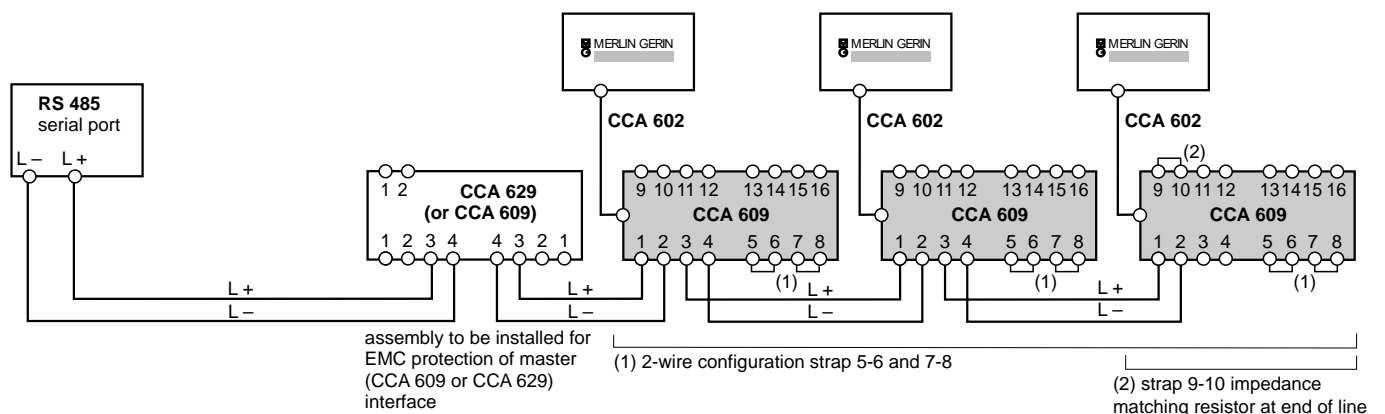 MERLIN GERIN
MERLIN GERIN
MERLIN GERIN
RS 485
serial port
L – L +
CCA 602
CCA 602
CCA 602
1 2
CCA 629
(or CCA 609)
1 2 3 4 4 3 2 1
9 10 11 12 13 14 15 16
CCA 609
1 2 3 4 5 6 7 8
(1)
9 10 11 12 13 14 15 16
CCA 609
1 2 3 4 5 6 7 8
(1)
(2)
9 10 11 12 13 14 15 16
CCA 609
1 2 3 4 5 6 7 8
(1)
L +
L –
L +
L –
L +
L –
L +
L –
assembly to be installed for
EMC protection of master
(CCA 609 or CCA 629)
interface
(1) 2-wire configuration strap 5-6 and 7-8
(2) strap 9-10 impedance
matching resistor at end of line